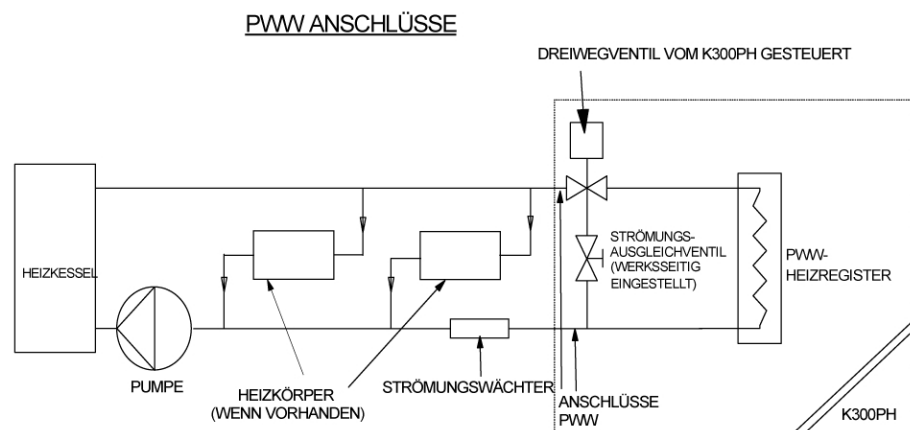 PWW ANSCHLÜSSE
DREIWEGVENTIL VOM K300PH GESTEUERT
HEIZKESSEL
STRÖMUNGS-
AUSGLEICHVENTIL
(WERKSSEITIG
EINGESTELLT)
PWW-
HEIZREGISTER
PUMPE
HEIZKÖRPER
(WENN VORHANDEN)
STRÖMUNGSWÄCHTER
ANSCHLÜSSE
PWW
K300PH